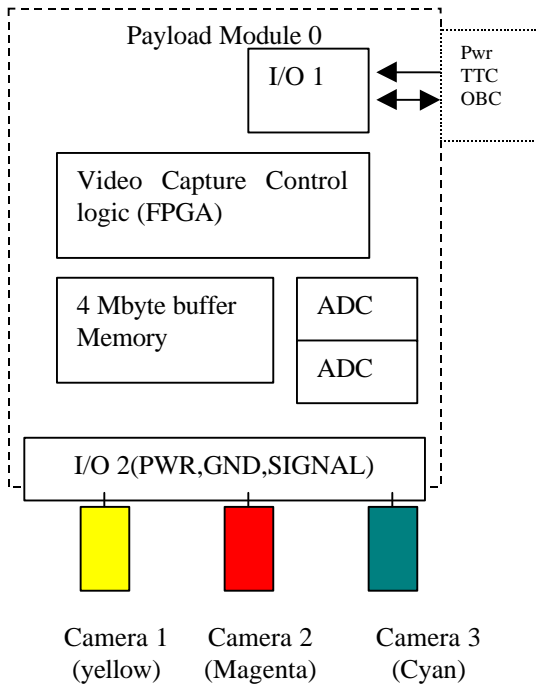 Payload Module 0
I/O 1
Pwr
TTC
OBC
Video Capture Control
logic (FPGA)
4 Mbyte buffer
Memory
ADC
ADC
I/O 2(PWR,GND,SIGNAL)
Camera 1
(yellow)
Camera 2
(Magenta)
Camera 3
(Cyan)